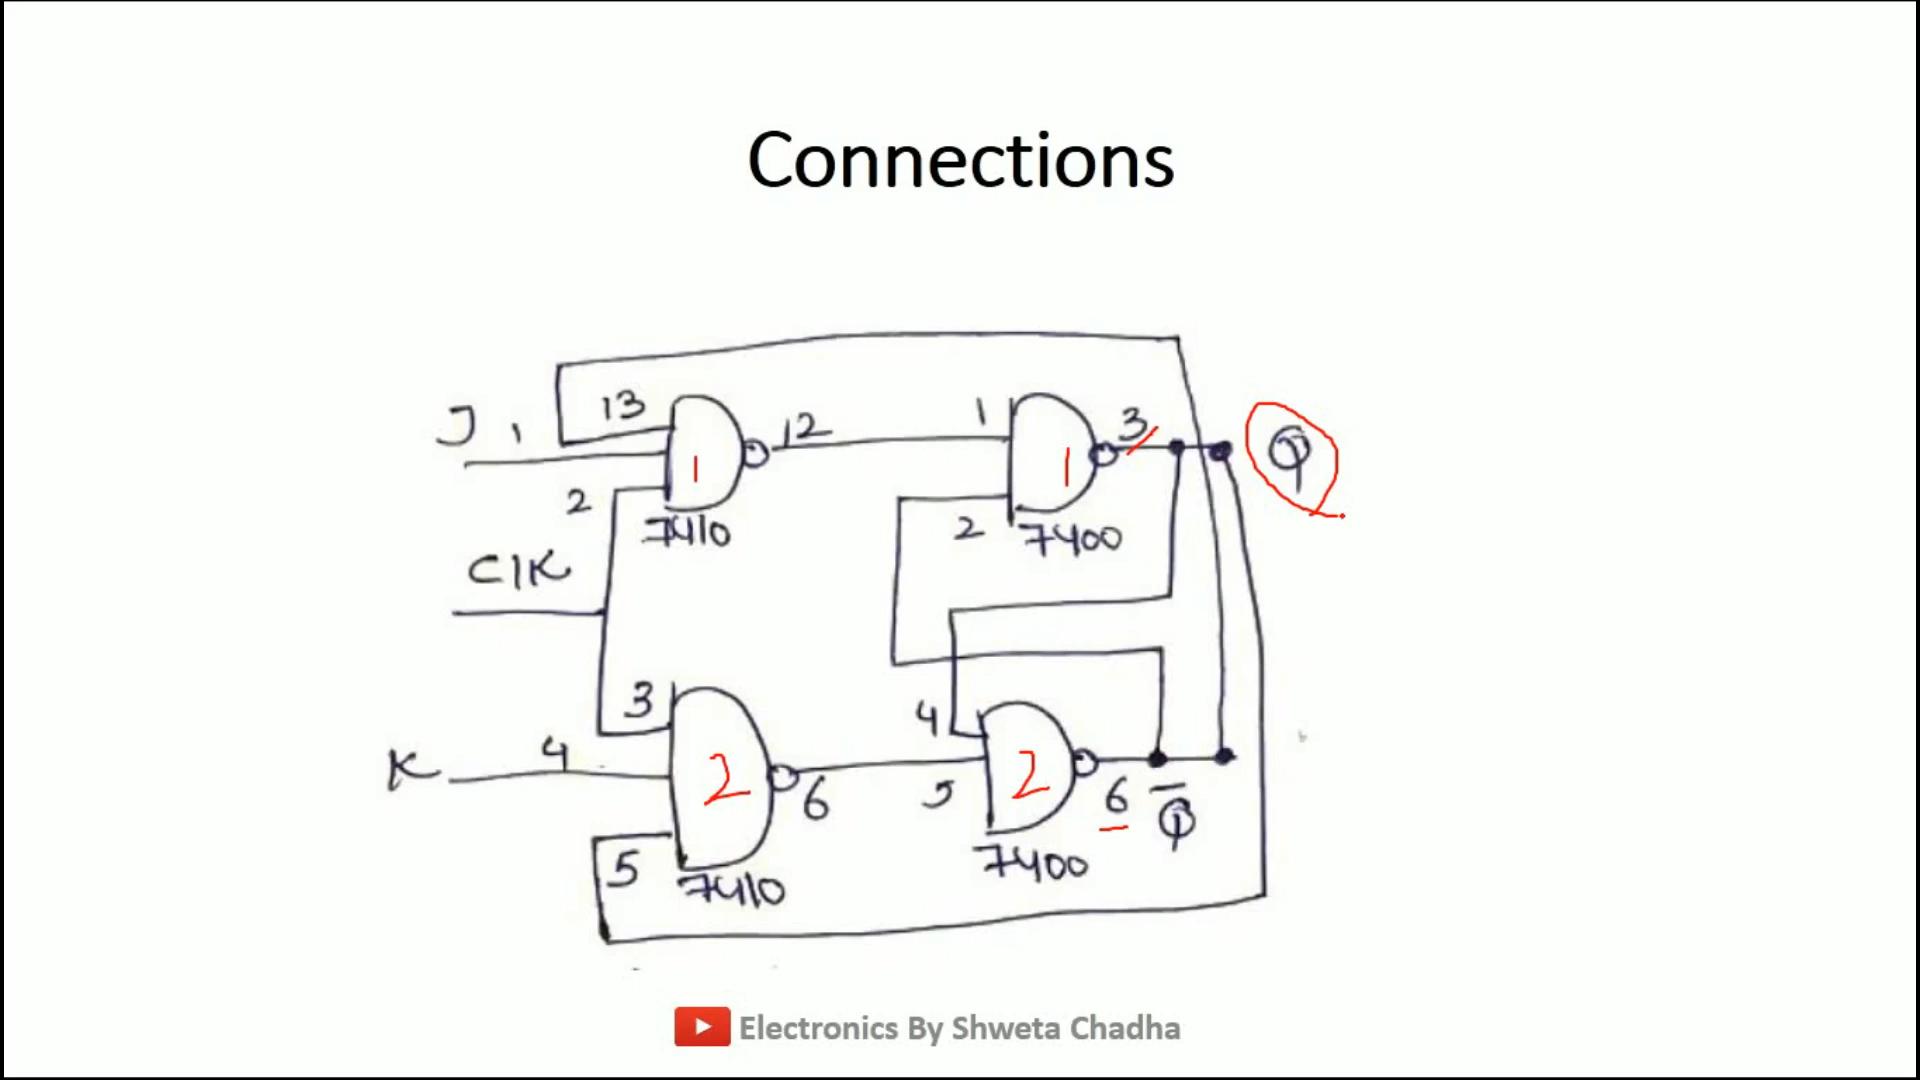 Connections
J 1 13 12 1 3 Q
1 1
2 7410 2 7400
CLK
3 4
K 4 2 6 5 2 6 Q̅
5 7410 7400
Electronics By Shweta Chadha